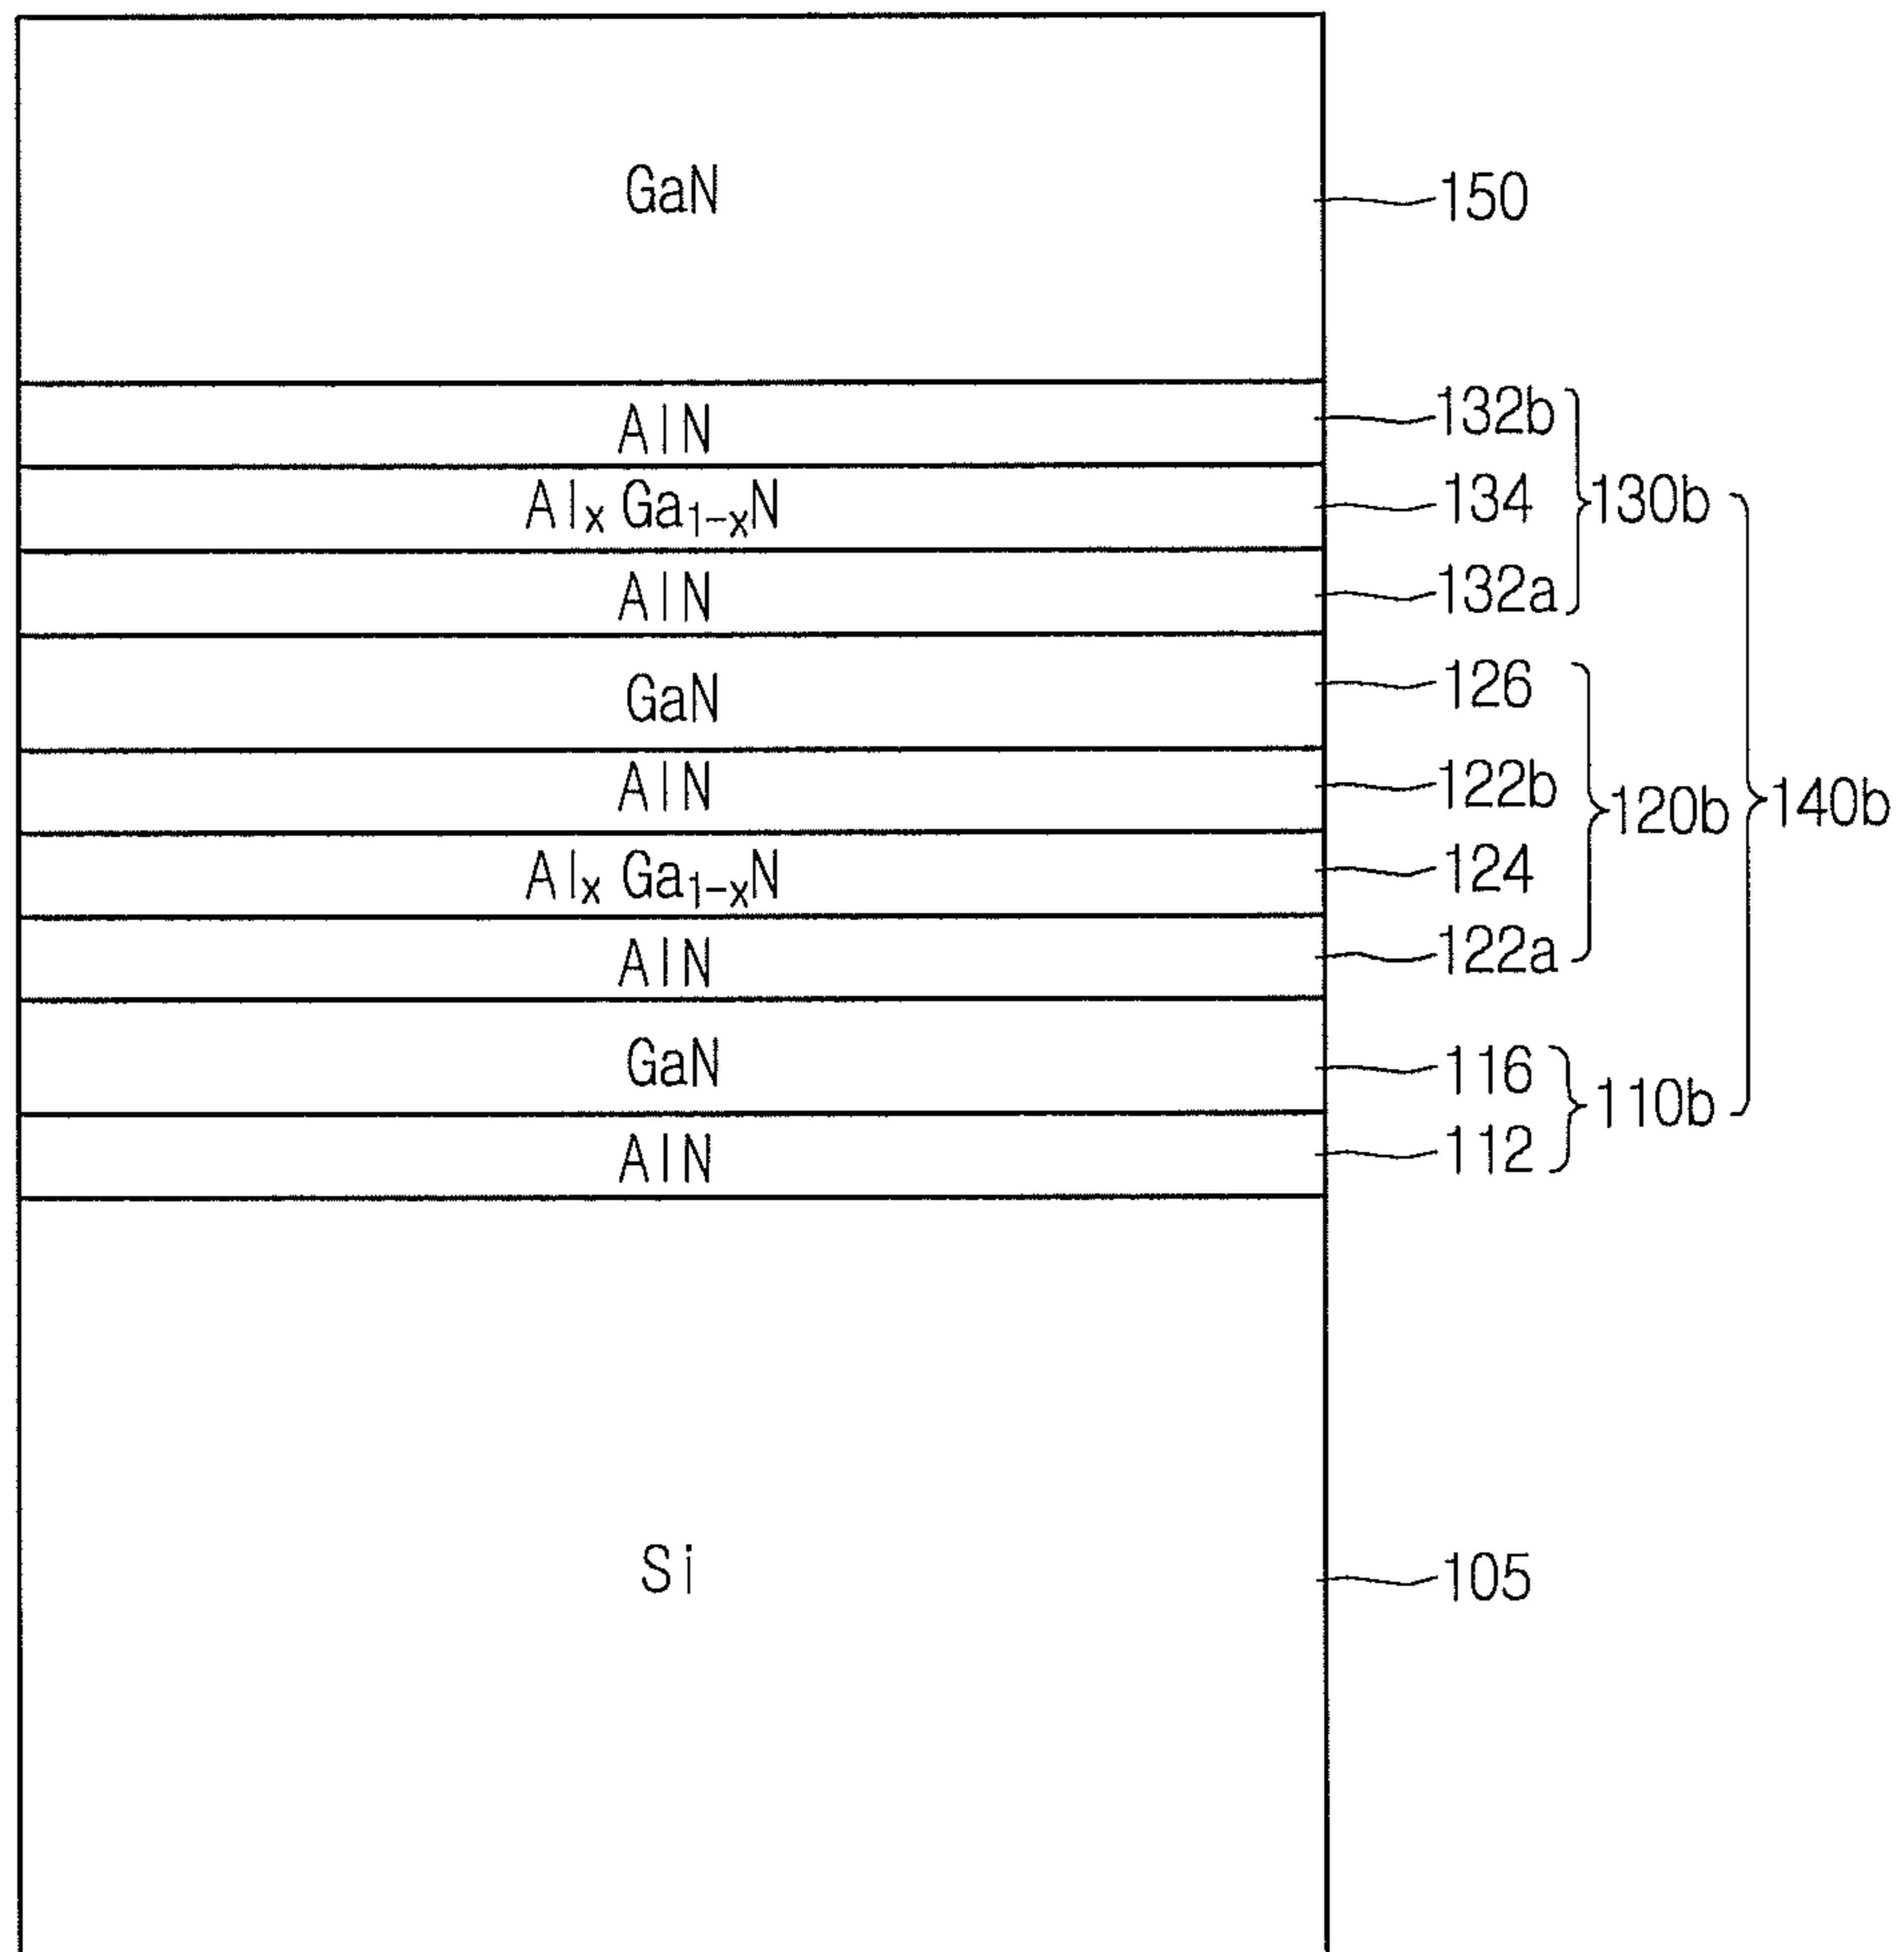 GaN 150
AlN 132b
AlₓGa₁₋ₓN 134 130b
AlN 132a
GaN 126
AlN 122b 120b 140b
AlₓGa₁₋ₓN 124
AlN 122a
GaN 116 110b
AlN 112
Si 105